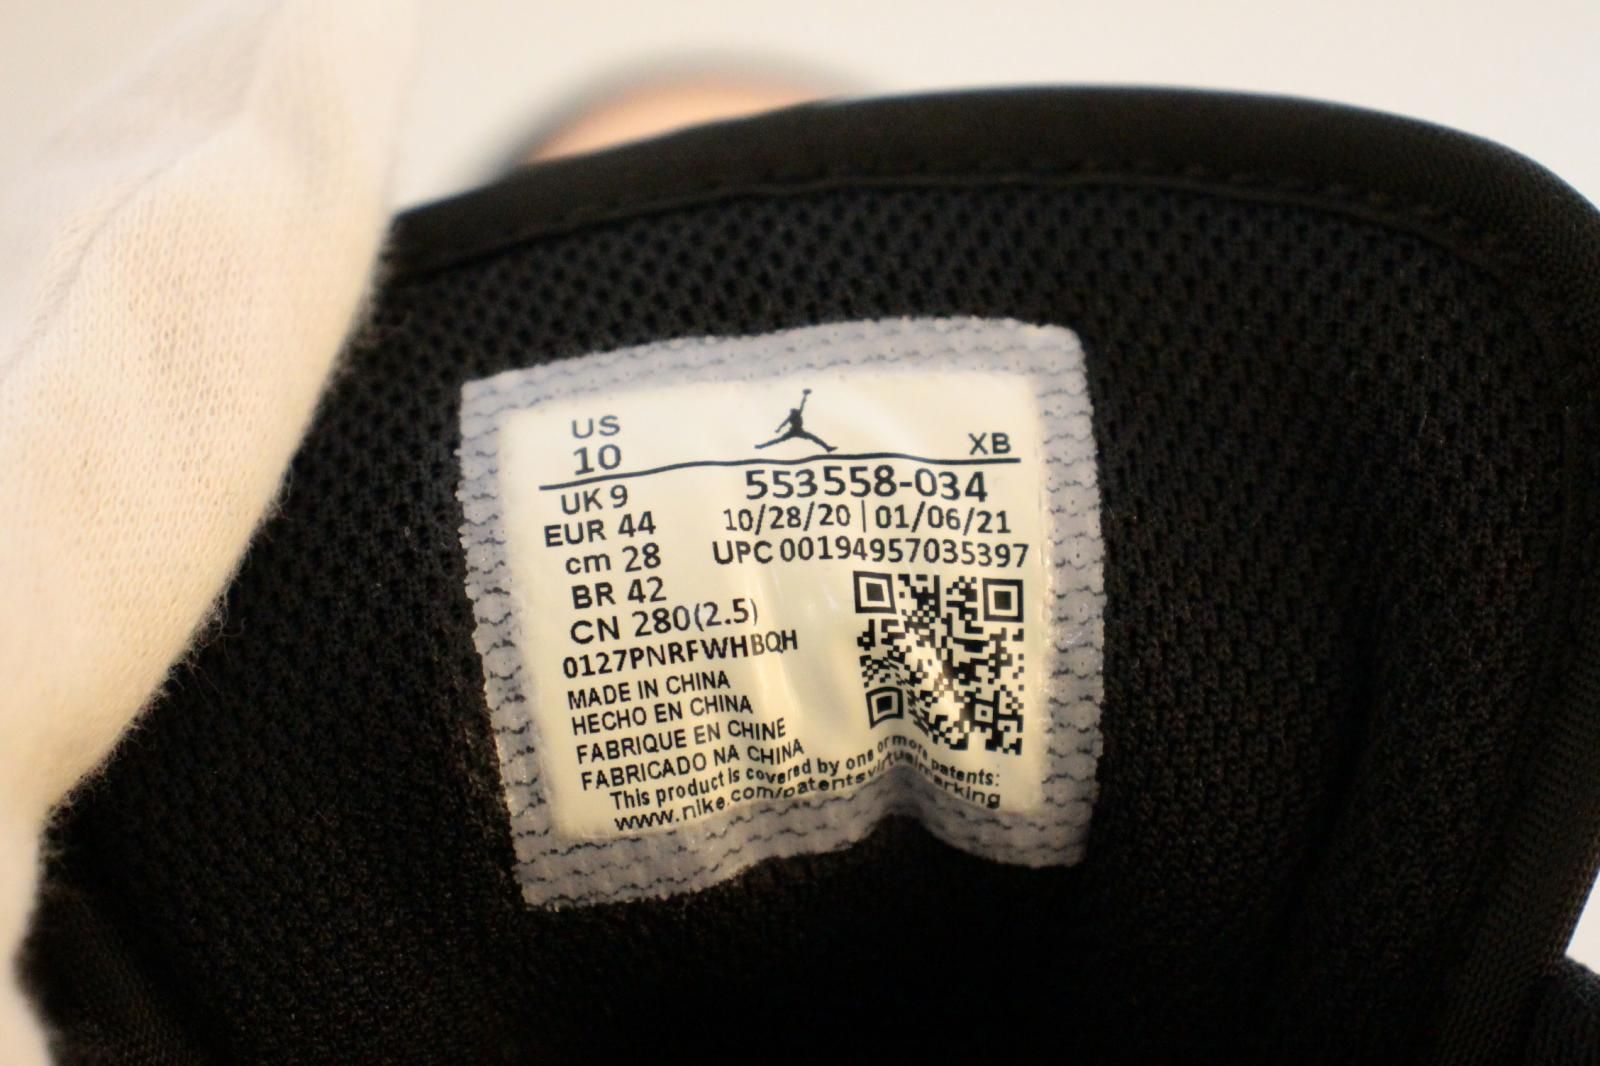 US
10
XB
UK 9
EUR 44
cm 28
BR 42
CN 280(2.5)
0127PNRFWHBQH
553558-034
10/28/20 | 01/06/21
UPC 00194957035397
MADE IN CHINA
HECHO EN CHINA
FABRIQUE EN CHINE
FABRICADO NA CHINA
This product is covered by one or more patents:
www.nike.com/patentsvirtualmarking